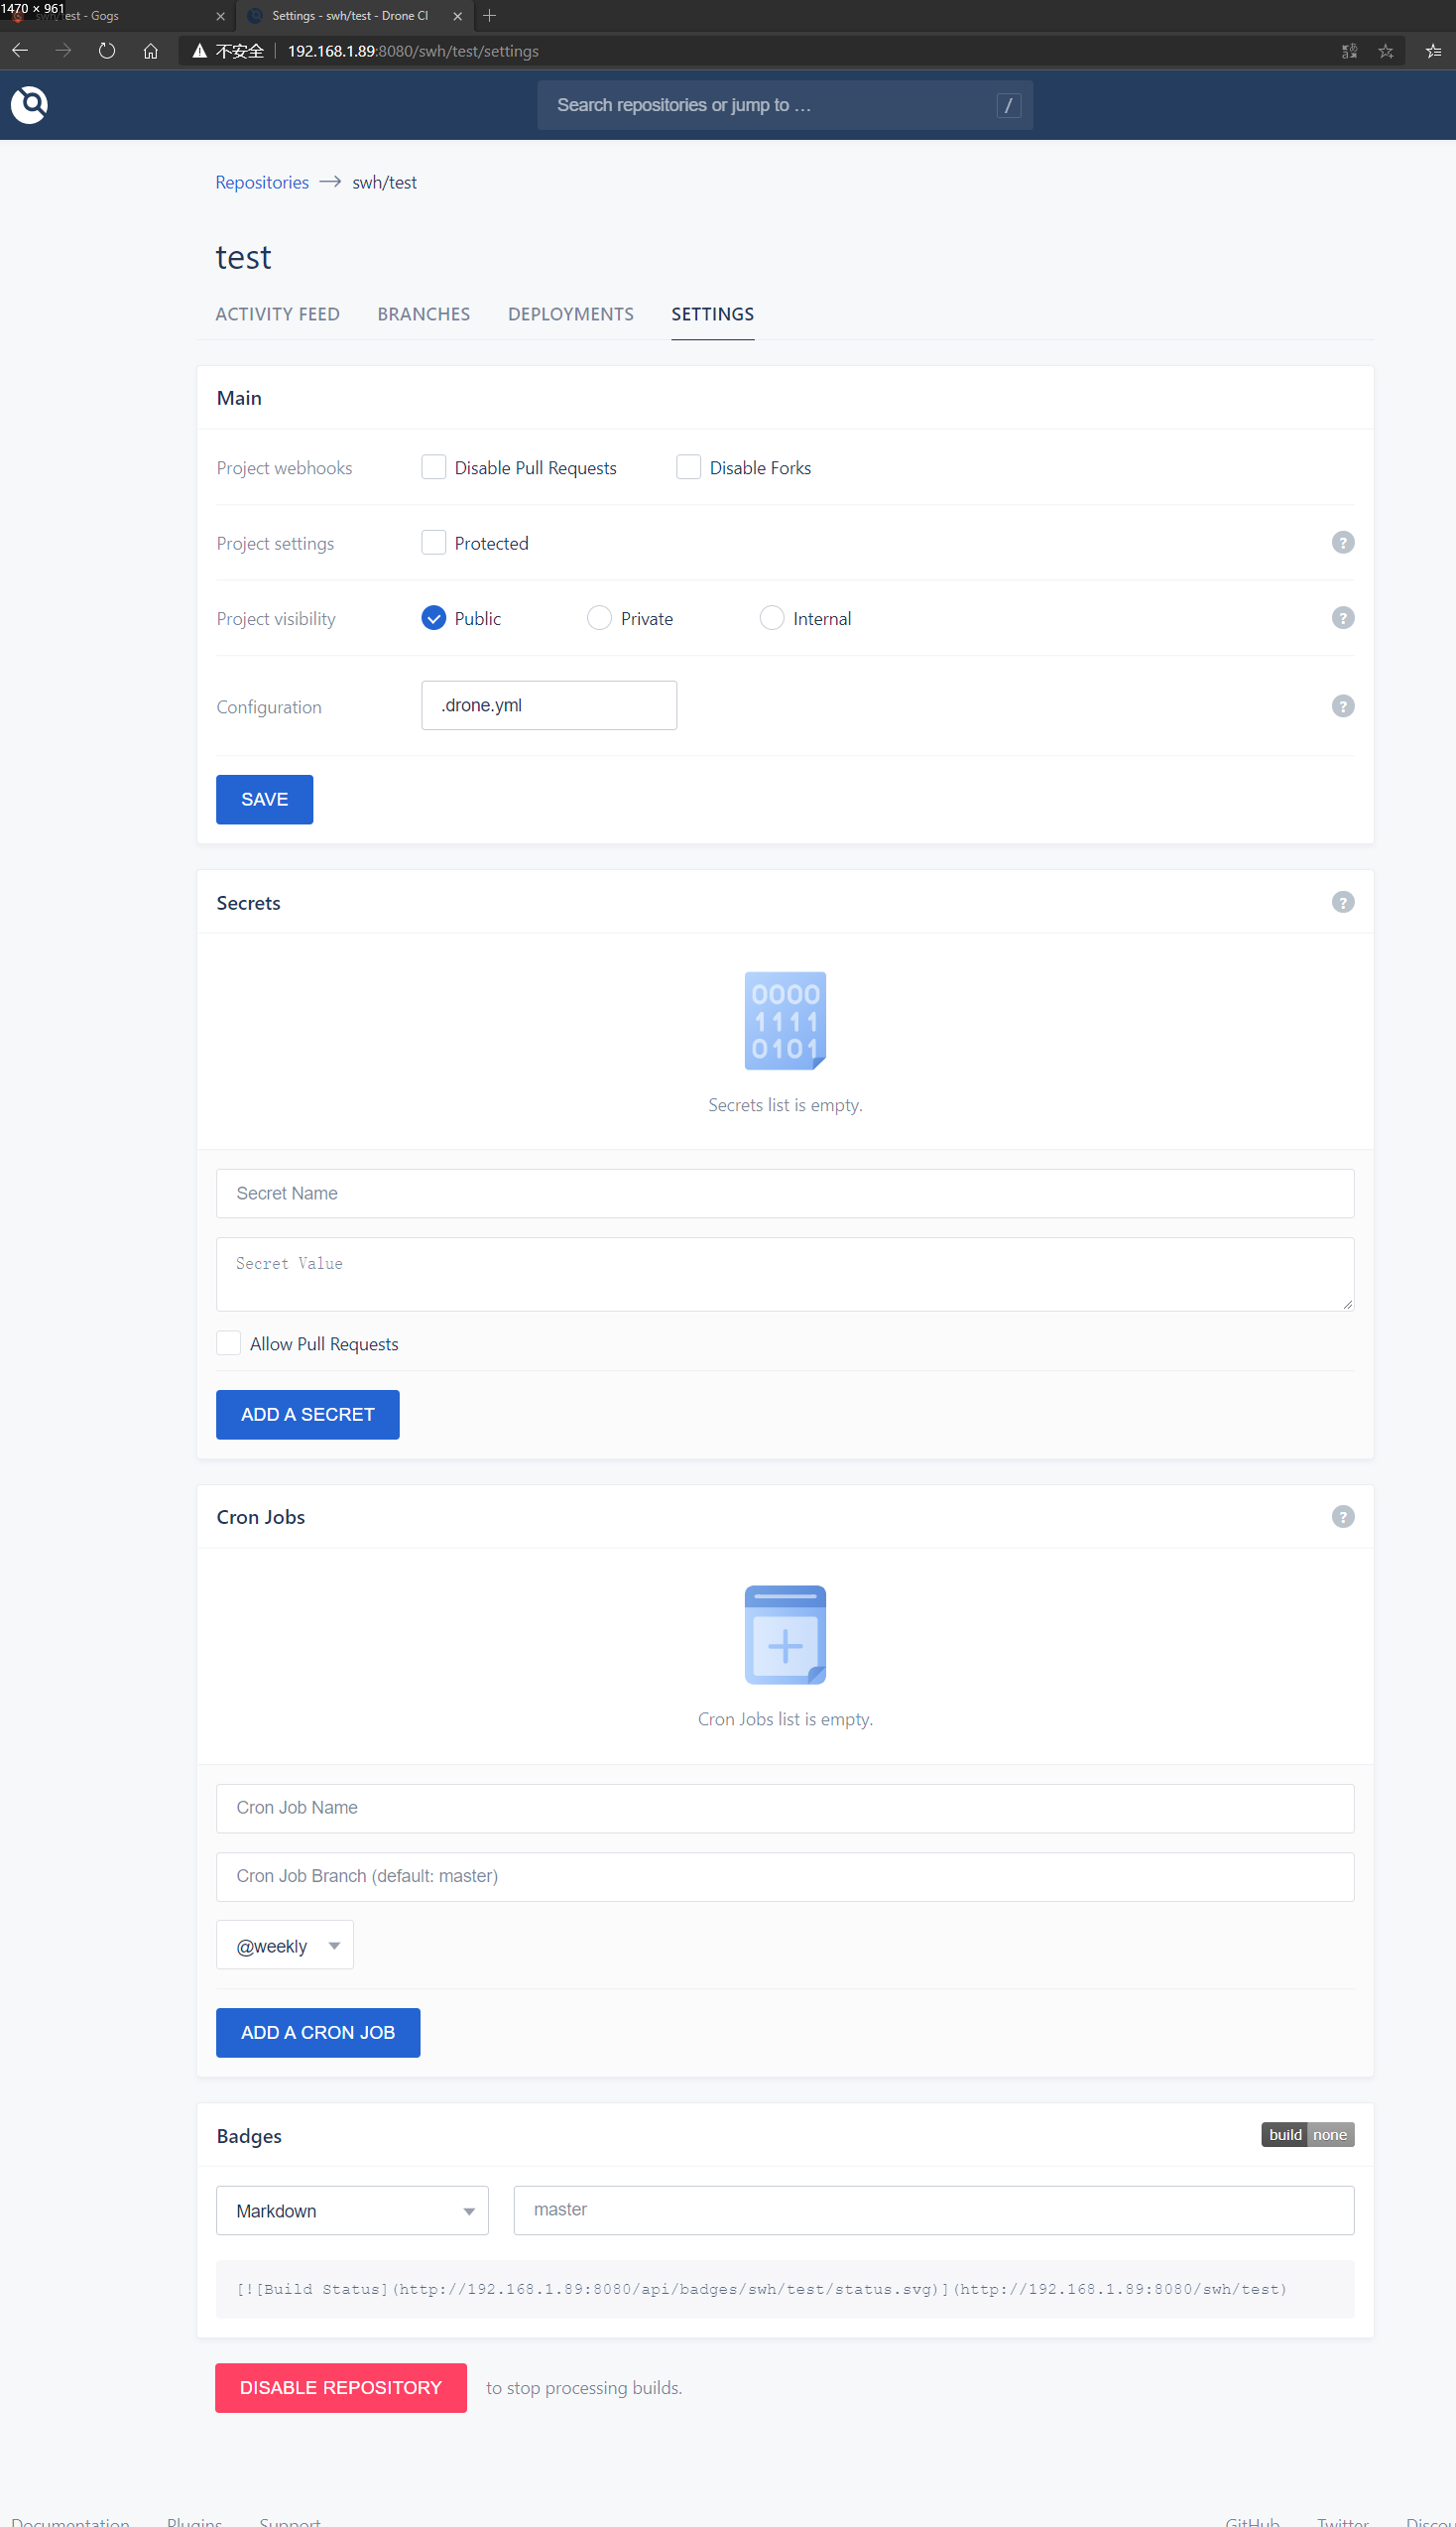 1470 × 961
swh/test - Gogs
Settings - swh/test - Drone CI
不安全 192.168.1.89:8080/swh/test/settings
Search repositories or jump to … /
Repositories → swh/test
test
ACTIVITY FEED BRANCHES DEPLOYMENTS SETTINGS
Main
Project webhooks Disable Pull Requests Disable Forks
Project settings Protected ?
Project visibility Public Private Internal ?
Configuration .drone.yml ?
SAVE
Secrets ?
0000
1111
0101
Secrets list is empty.
Secret Name
Secret Value
Allow Pull Requests
ADD A SECRET
Cron Jobs ?
Cron Jobs list is empty.
Cron Job Name
Cron Job Branch (default: master)
@weekly
ADD A CRON JOB
Badges build none
Markdown master
[![Build Status](http://192.168.1.89:8080/api/badges/swh/test/status.svg)](http://192.168.1.89:8080/swh/test)
DISABLE REPOSITORY to stop processing builds.
Documentation Plugins Support GitHub Twitter Discou